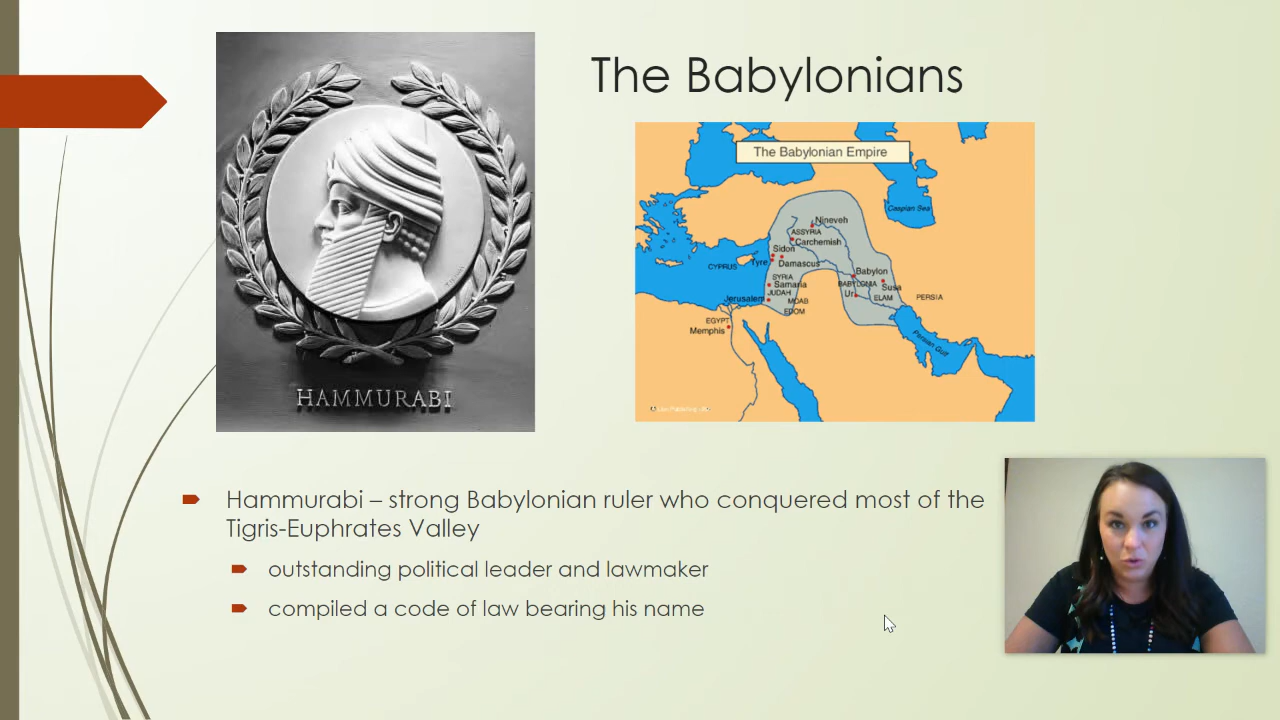 The Babylonians
HAMMURABI
The Babylonian Empire
Caspian Sea
Nineveh
ASSYRIA
Carchemish
Sidon
Tyre
Damascus
CYPRUS
SYRIA
Samaria
JUDAH
Jerusalem
MOAB
EDOM
Babylon
BABYLONIA
Susa
Ur
ELAM
PERSIA
EGYPT
Memphis
Persian Gulf
Hammurabi – strong Babylonian ruler who conquered most of the
Tigris-Euphrates Valley
outstanding political leader and lawmaker
compiled a code of law bearing his name